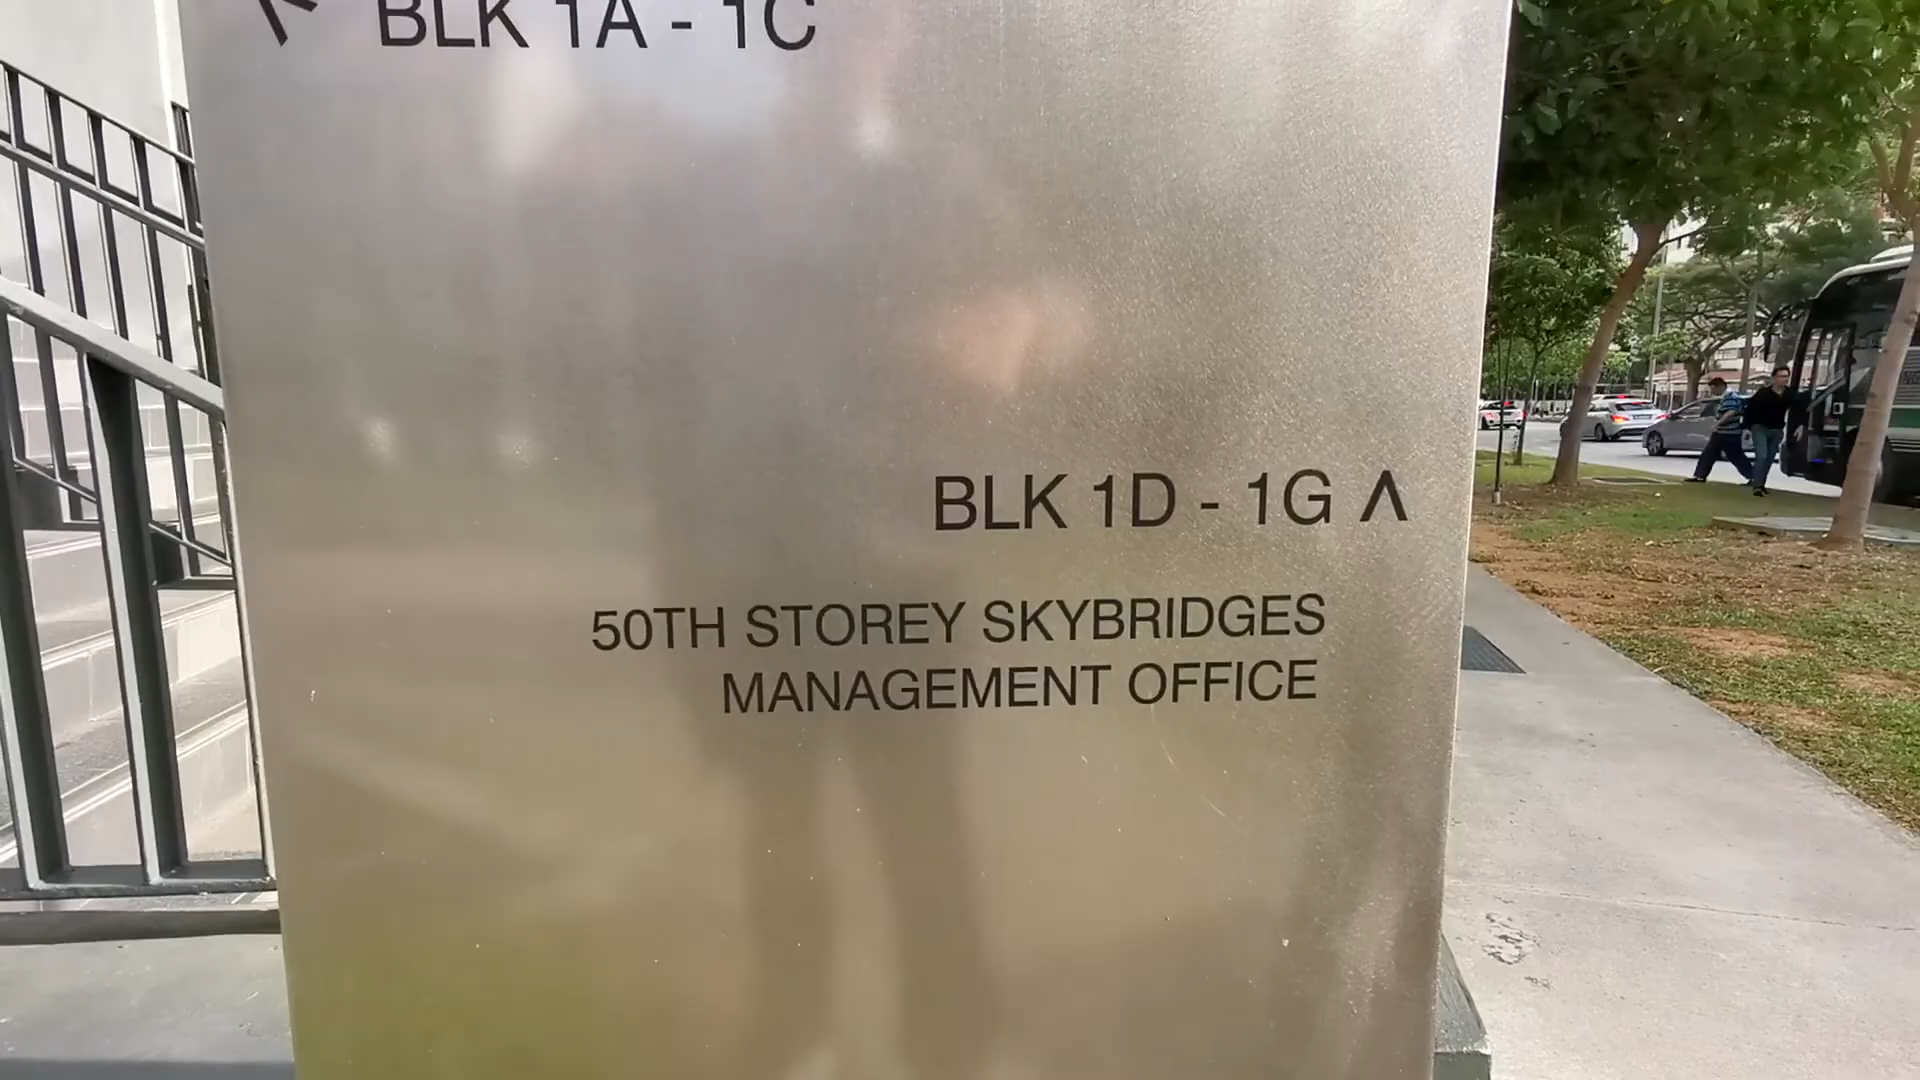 BLK 1A - 1C
BLK 1D - 1G
50TH STOREY SKYBRIDGES
MANAGEMENT OFFICE